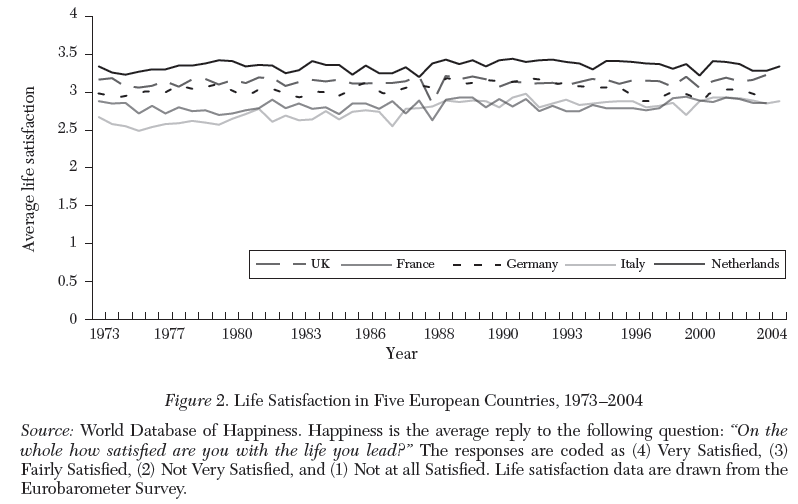 4
3.5
3
2.5
2
1.5
1
0.5
0
Average life satisfaction
UK France Germany Italy Netherlands
1973 1977 1980 1983 1986 1988 1990 1993 1996 2000 2004
Year
Figure 2. Life Satisfaction in Five European Countries, 1973–2004
Source: World Database of Happiness. Happiness is the average reply to the following question: “On the
whole how satisfied are you with the life you lead?” The responses are coded as (4) Very Satisfied, (3)
Fairly Satisfied, (2) Not Very Satisfied, and (1) Not at all Satisfied. Life satisfaction data are drawn from the
Eurobarometer Survey.